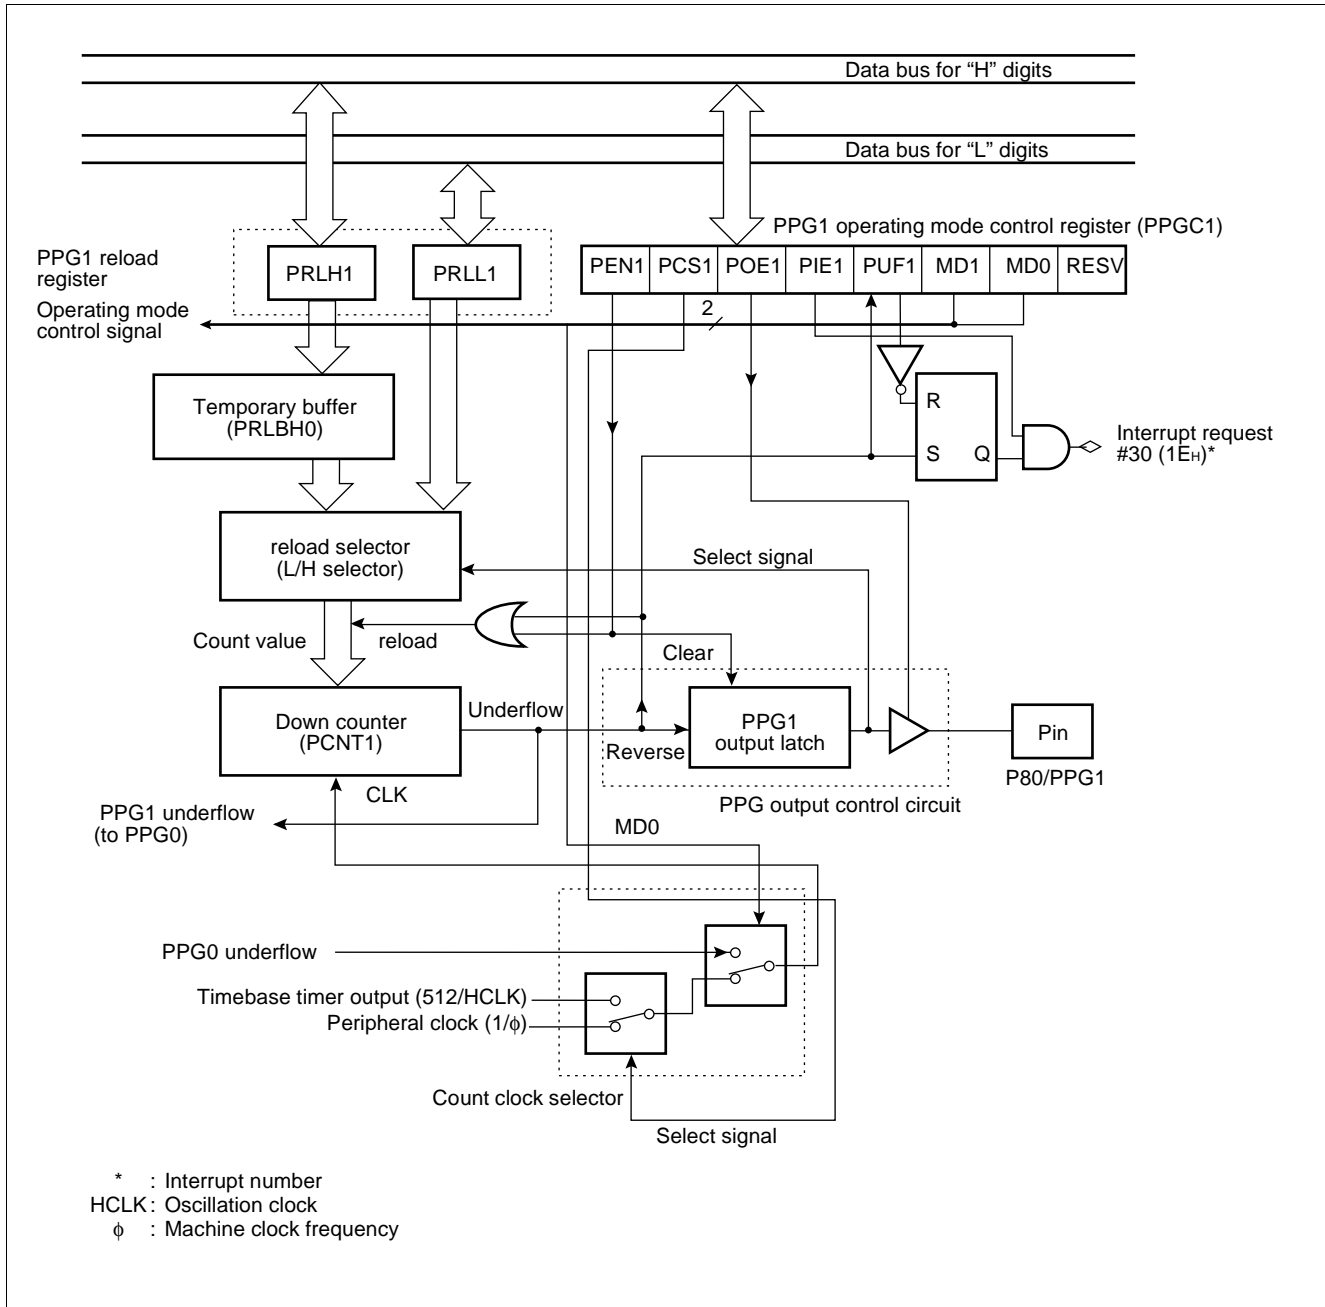 Data bus for “H” digits
Data bus for “L” digits
PPG1 operating mode control register (PPGC1)
PPG1 reload
register
PRLH1
PRLL1
PEN1 PCS1 POE1 PIE1 PUF1 MD1 MD0 RESV
Operating mode
control signal
2
Temporary buffer
(PRLBH0)
R
S
Q
Interrupt request
#30 (1EH)*
reload selector
(L/H selector)
Select signal
Count value
reload
Clear
Down counter
(PCNT1)
Underflow
Reverse
PPG1
output latch
Pin
P80/PPG1
CLK
PPG output control circuit
PPG1 underflow
(to PPG0)
MD0
PPG0 underflow
Timebase timer output (512/HCLK)
Peripheral clock (1/ϕ)
Count clock selector
Select signal
* : Interrupt number
HCLK : Oscillation clock
ϕ : Machine clock frequency